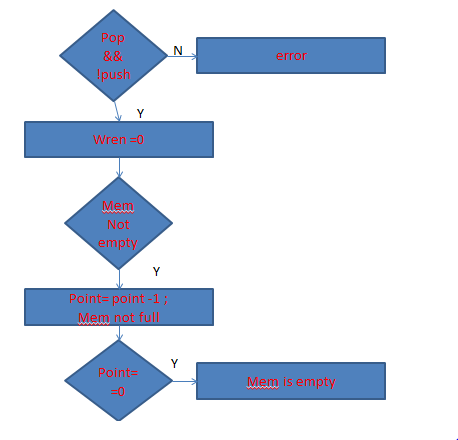 Pop
&&
!push
N
error
Y
Wren =0
Mem
Not
empty
Y
Point= point -1 ;
Mem not full
Point=
=0
Y
Mem is empty